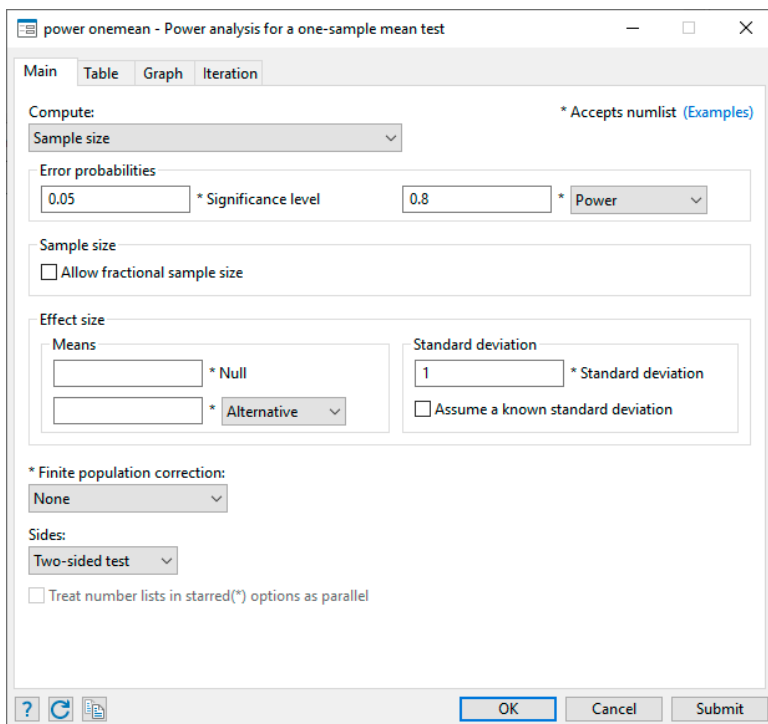 power onemean - Power analysis for a one-sample mean test
Main Table Graph Iteration
Compute: * Accepts numlist (Examples)
Sample size
Error probabilities
0.05 * Significance level 0.8 * Power
Sample size
Allow fractional sample size
Effect size
Means Standard deviation
* Null 1 * Standard deviation
* Alternative Assume a known standard deviation
* Finite population correction:
None
Sides:
Two-sided test
Treat number lists in starred(*) options as parallel
? OK Cancel Submit